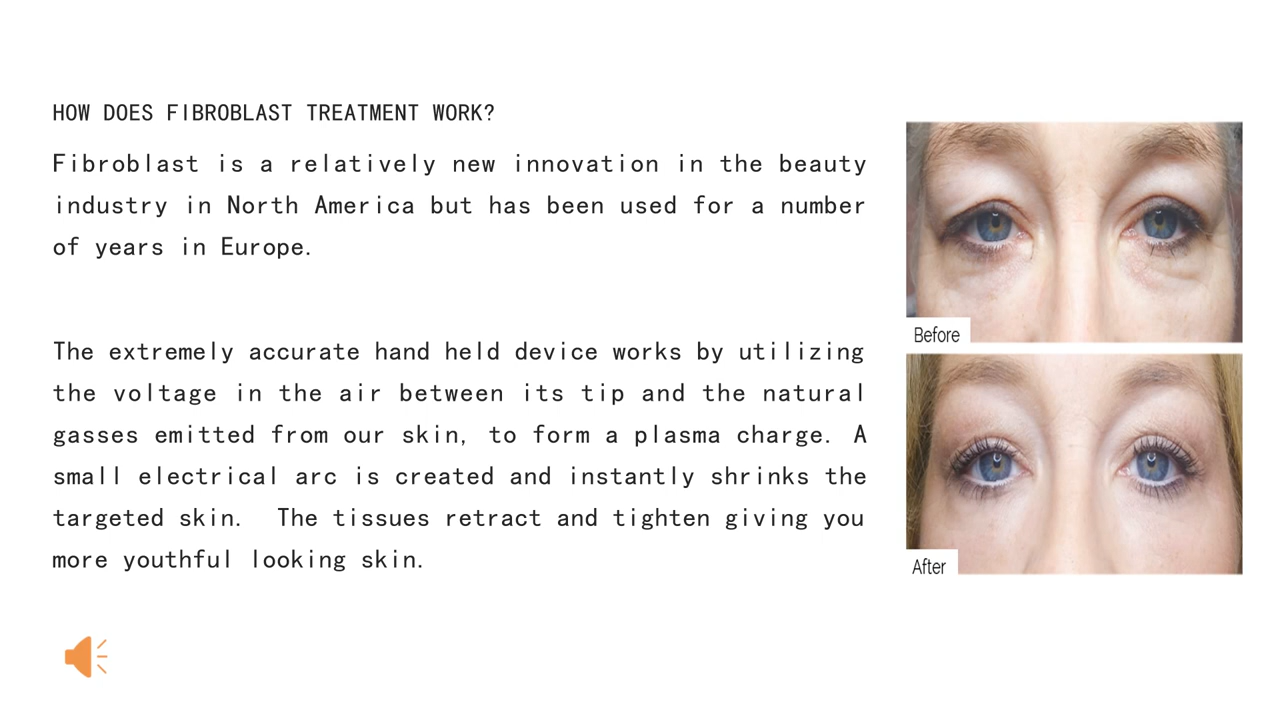 HOW DOES FIBROBLAST TREATMENT WORK?
Fibroblast is a relatively new innovation in the beauty
industry in North America but has been used for a number
of years in Europe.
The extremely accurate hand held device works by utilizing
the voltage in the air between its tip and the natural
gasses emitted from our skin, to form a plasma charge. A
small electrical arc is created and instantly shrinks the
targeted skin.  The tissues retract and tighten giving you
more youthful looking skin.
Before
After